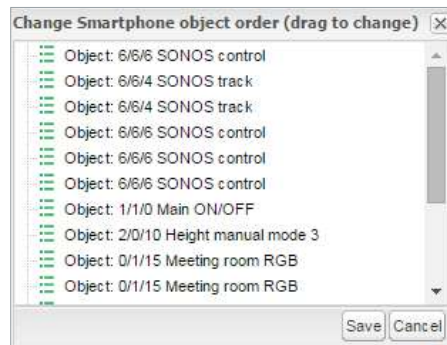 Change Smartphone object order (drag to change)
Object: 6/6/6 SONOS control
Object: 6/6/4 SONOS track
Object: 6/6/4 SONOS track
Object: 6/6/6 SONOS control
Object: 6/6/6 SONOS control
Object: 6/6/6 SONOS control
Object: 1/1/0 Main ON/OFF
Object: 2/0/10 Height manual mode 3
Object: 0/1/15 Meeting room RGB
Object: 0/1/15 Meeting room RGB
Save Cancel